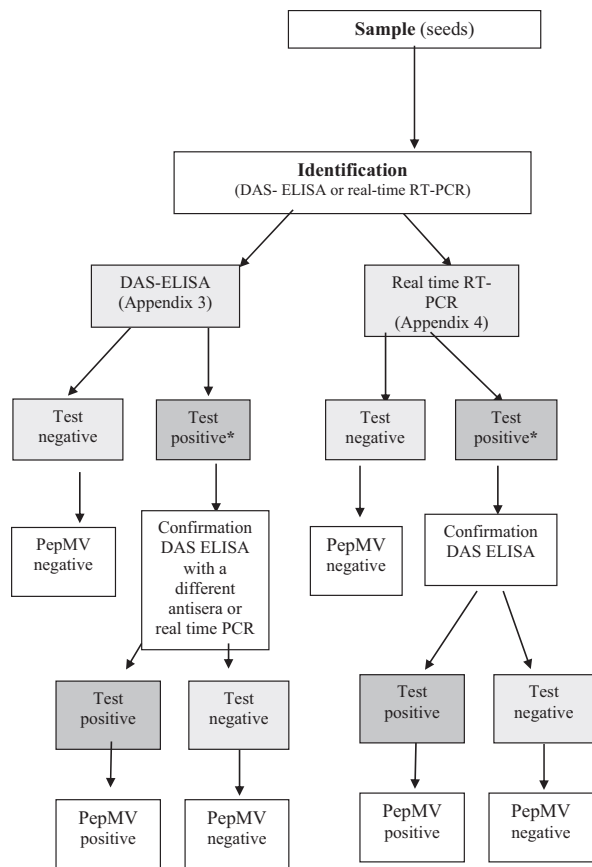 Sample (seeds)
Identification
(DAS- ELISA or real-time RT-PCR)
DAS-ELISA
(Appendix 3)
Real time RT-
PCR
(Appendix 4)
Test
negative
Test
positive*
Test
negative
Test
positive*
PepMV
negative
Confirmation
DAS ELISA
with a
different
antisera or
real time PCR
PepMV
negative
Confirmation
DAS ELISA
Test
positive
Test
negative
Test
positive
Test
negative
PepMV
positive
PepMV
negative
PepMV
positive
PepMV
negative